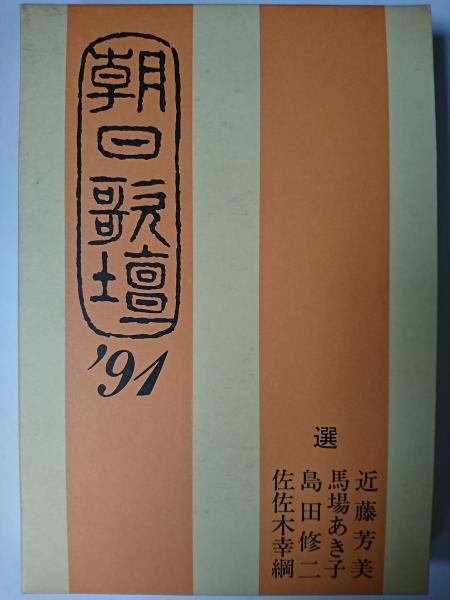 朝日歌壇
'91
選
近藤芳美
馬場あき子
島田修二
佐佐木幸綱